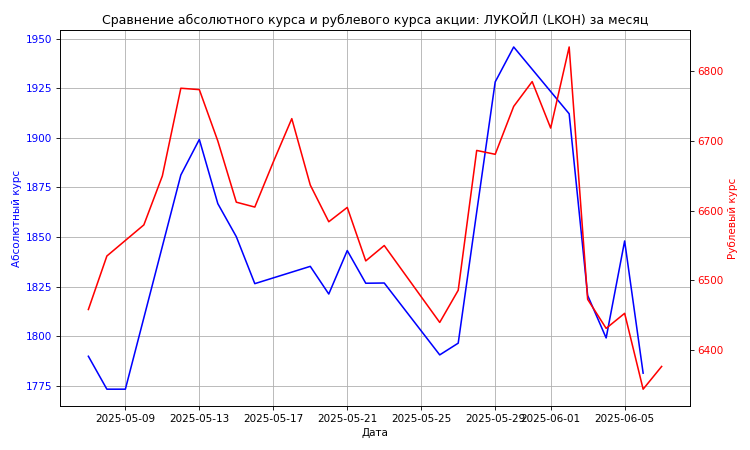 Сравнение абсолютного курса и рублевого курса акции: ЛУКОЙЛ (LKOH) за месяц
1950
1925
1900
1875
1850
1825
1800
1775
Абсолютный курс
6800
6700
6600
6500
6400
Рублевый курс
2025-05-09 2025-05-13 2025-05-17 2025-05-21 2025-05-25 2025-05-29 2025-06-01 2025-06-05
Дата